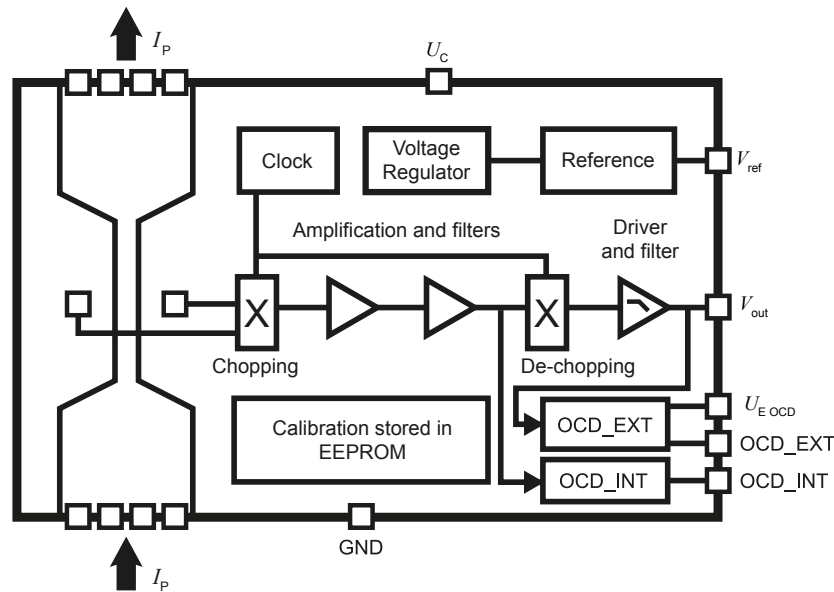 I_P
U_C
Clock
Voltage
Regulator
Reference
V_ref
Amplification and filters
Driver
and filter
X
X
V_out
Chopping
De-chopping
Calibration stored in
EEPROM
OCD_EXT
U_E OCD
OCD_EXT
OCD_INT
OCD_INT
GND
I_P